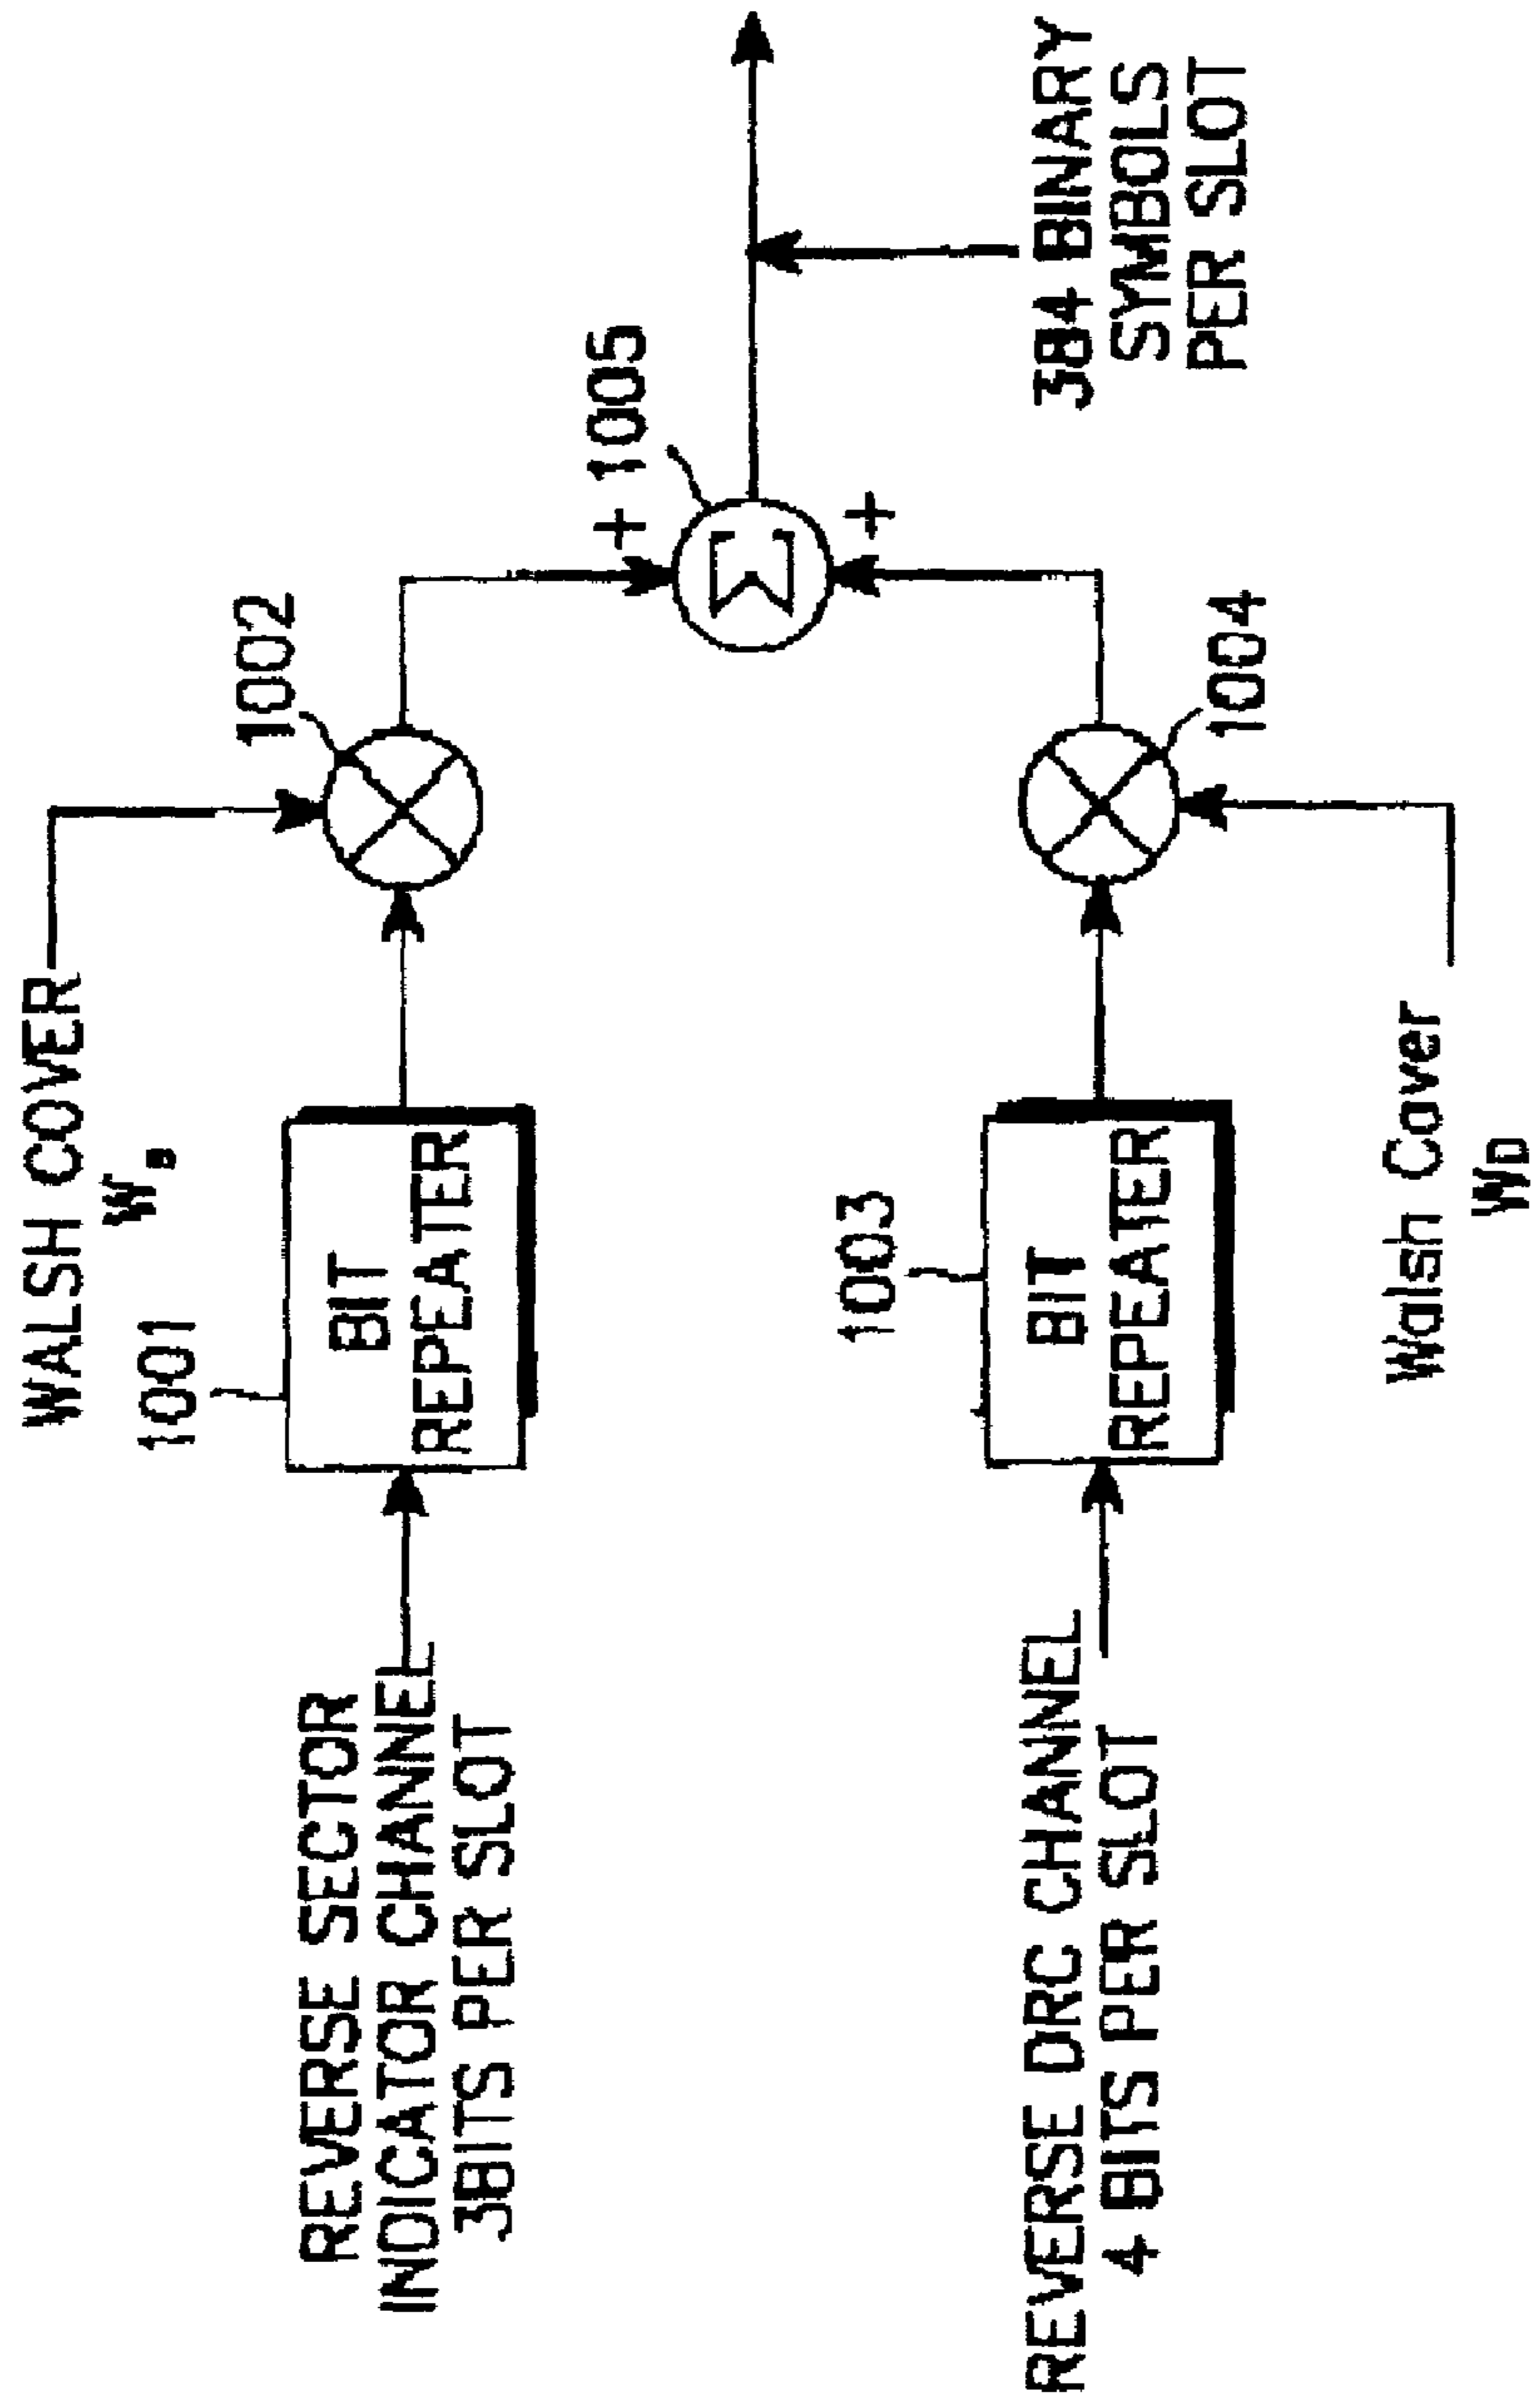 WALSH COVER
W
1001
BIT
REPEATER
REVERSE SECTOR
INDICATOR CHANNEL
3BITS PER SLOT
1002
+
1005
Σ
+
384 BINARY
SYMBOLS
PER SLOT
1003
BIT
REPEATER
REVERSE DRC CHANNEL
4 BITS PER SLOT
1004
Walsh Cover
WD